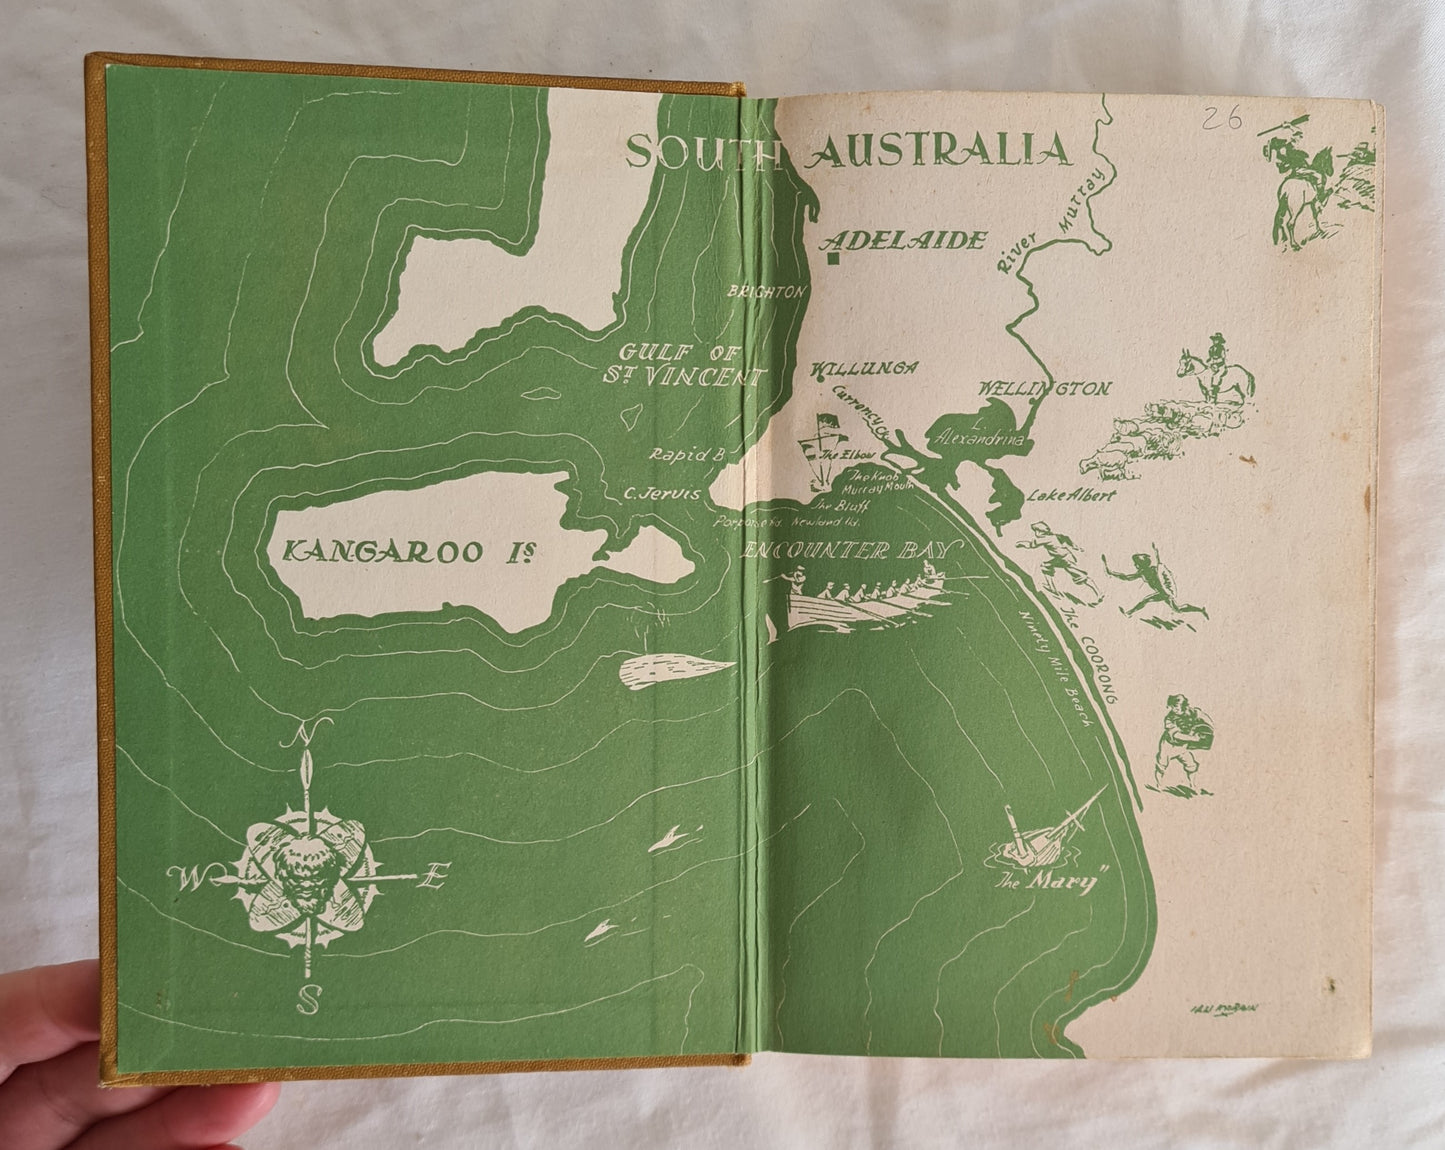 26
SOUTH AUSTRALIA
River Murray
ADELAIDE
BRIGHTON
GULF OF
ST VINCENT
WILLUNGA
Currency Ck
WELLINGTON
L.
Alexandrina
Rapid B
The Elbow
The Knob
Murray Mouth
Lake Albert
C. Jervis
The Bluff
Porpoise Hd. Newland Hd.
KANGAROO Is.
ENCOUNTER BAY
Ninety Mile Beach
The COORONG
N
W
E
S
The "Mary"